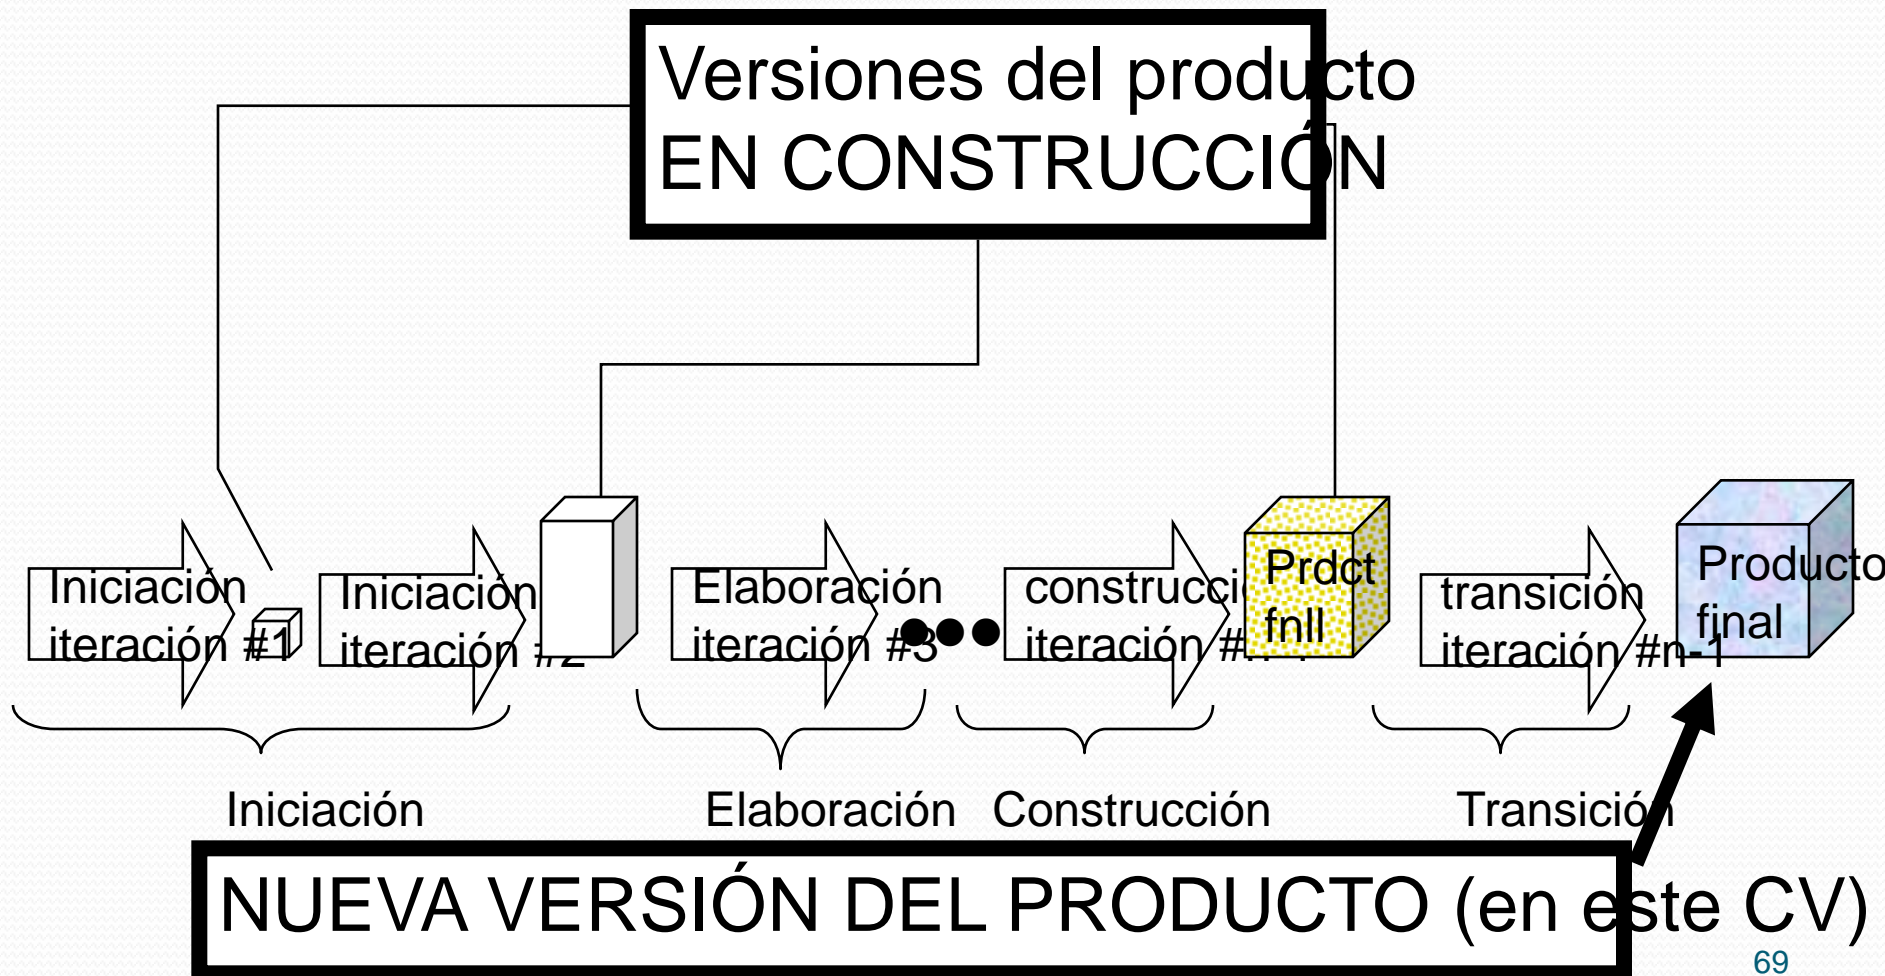 Versiones del producto
EN CONSTRUCCIÓN
Iniciación
iteración #1
Iniciación
iteración #2
Elaboración
iteración #3
iteración
Prdct
fnll
transición
iteración #n-1
Producto
final
Iniciación
Elaboración
Construcción
Transición
NUEVA VERSIÓN DEL PRODUCTO (en este CV)
69